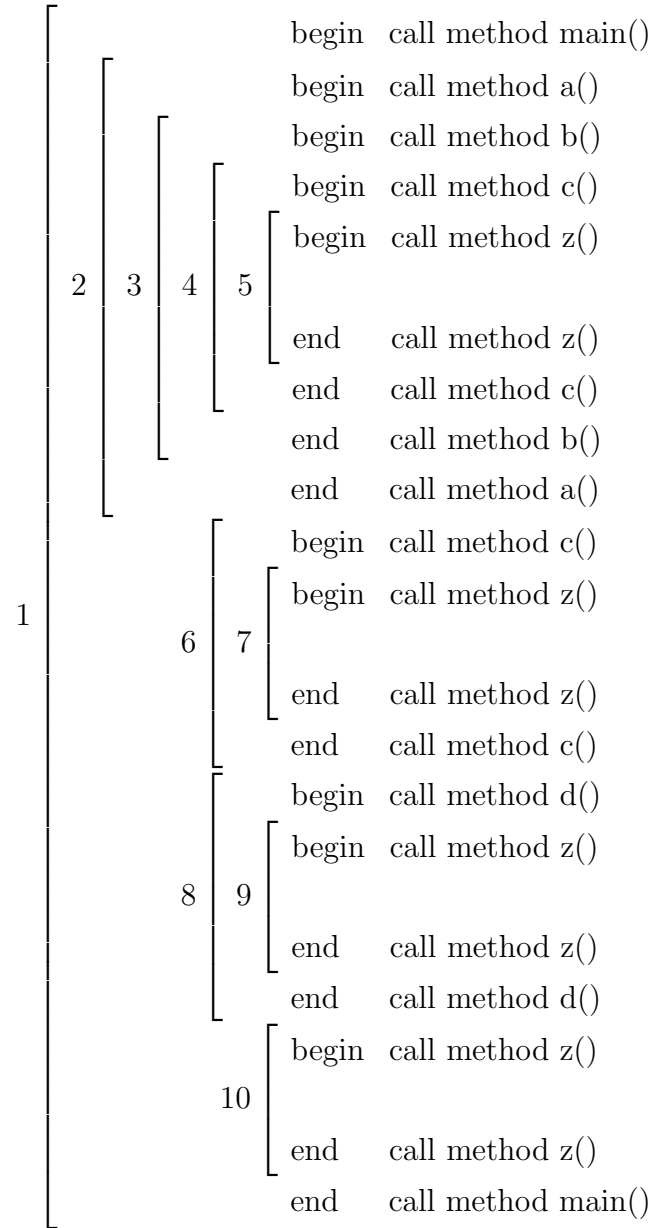 begin call method main()
begin call method a()
begin call method b()
begin call method c()
begin call method z()
2 3 4 5
end call method z()
end call method c()
end call method b()
end call method a()
begin call method c()
begin call method z()
1
6 7
end call method z()
end call method c()
begin call method d()
begin call method z()
8 9
end call method z()
end call method d()
begin call method z()
10
end call method z()
end call method main()